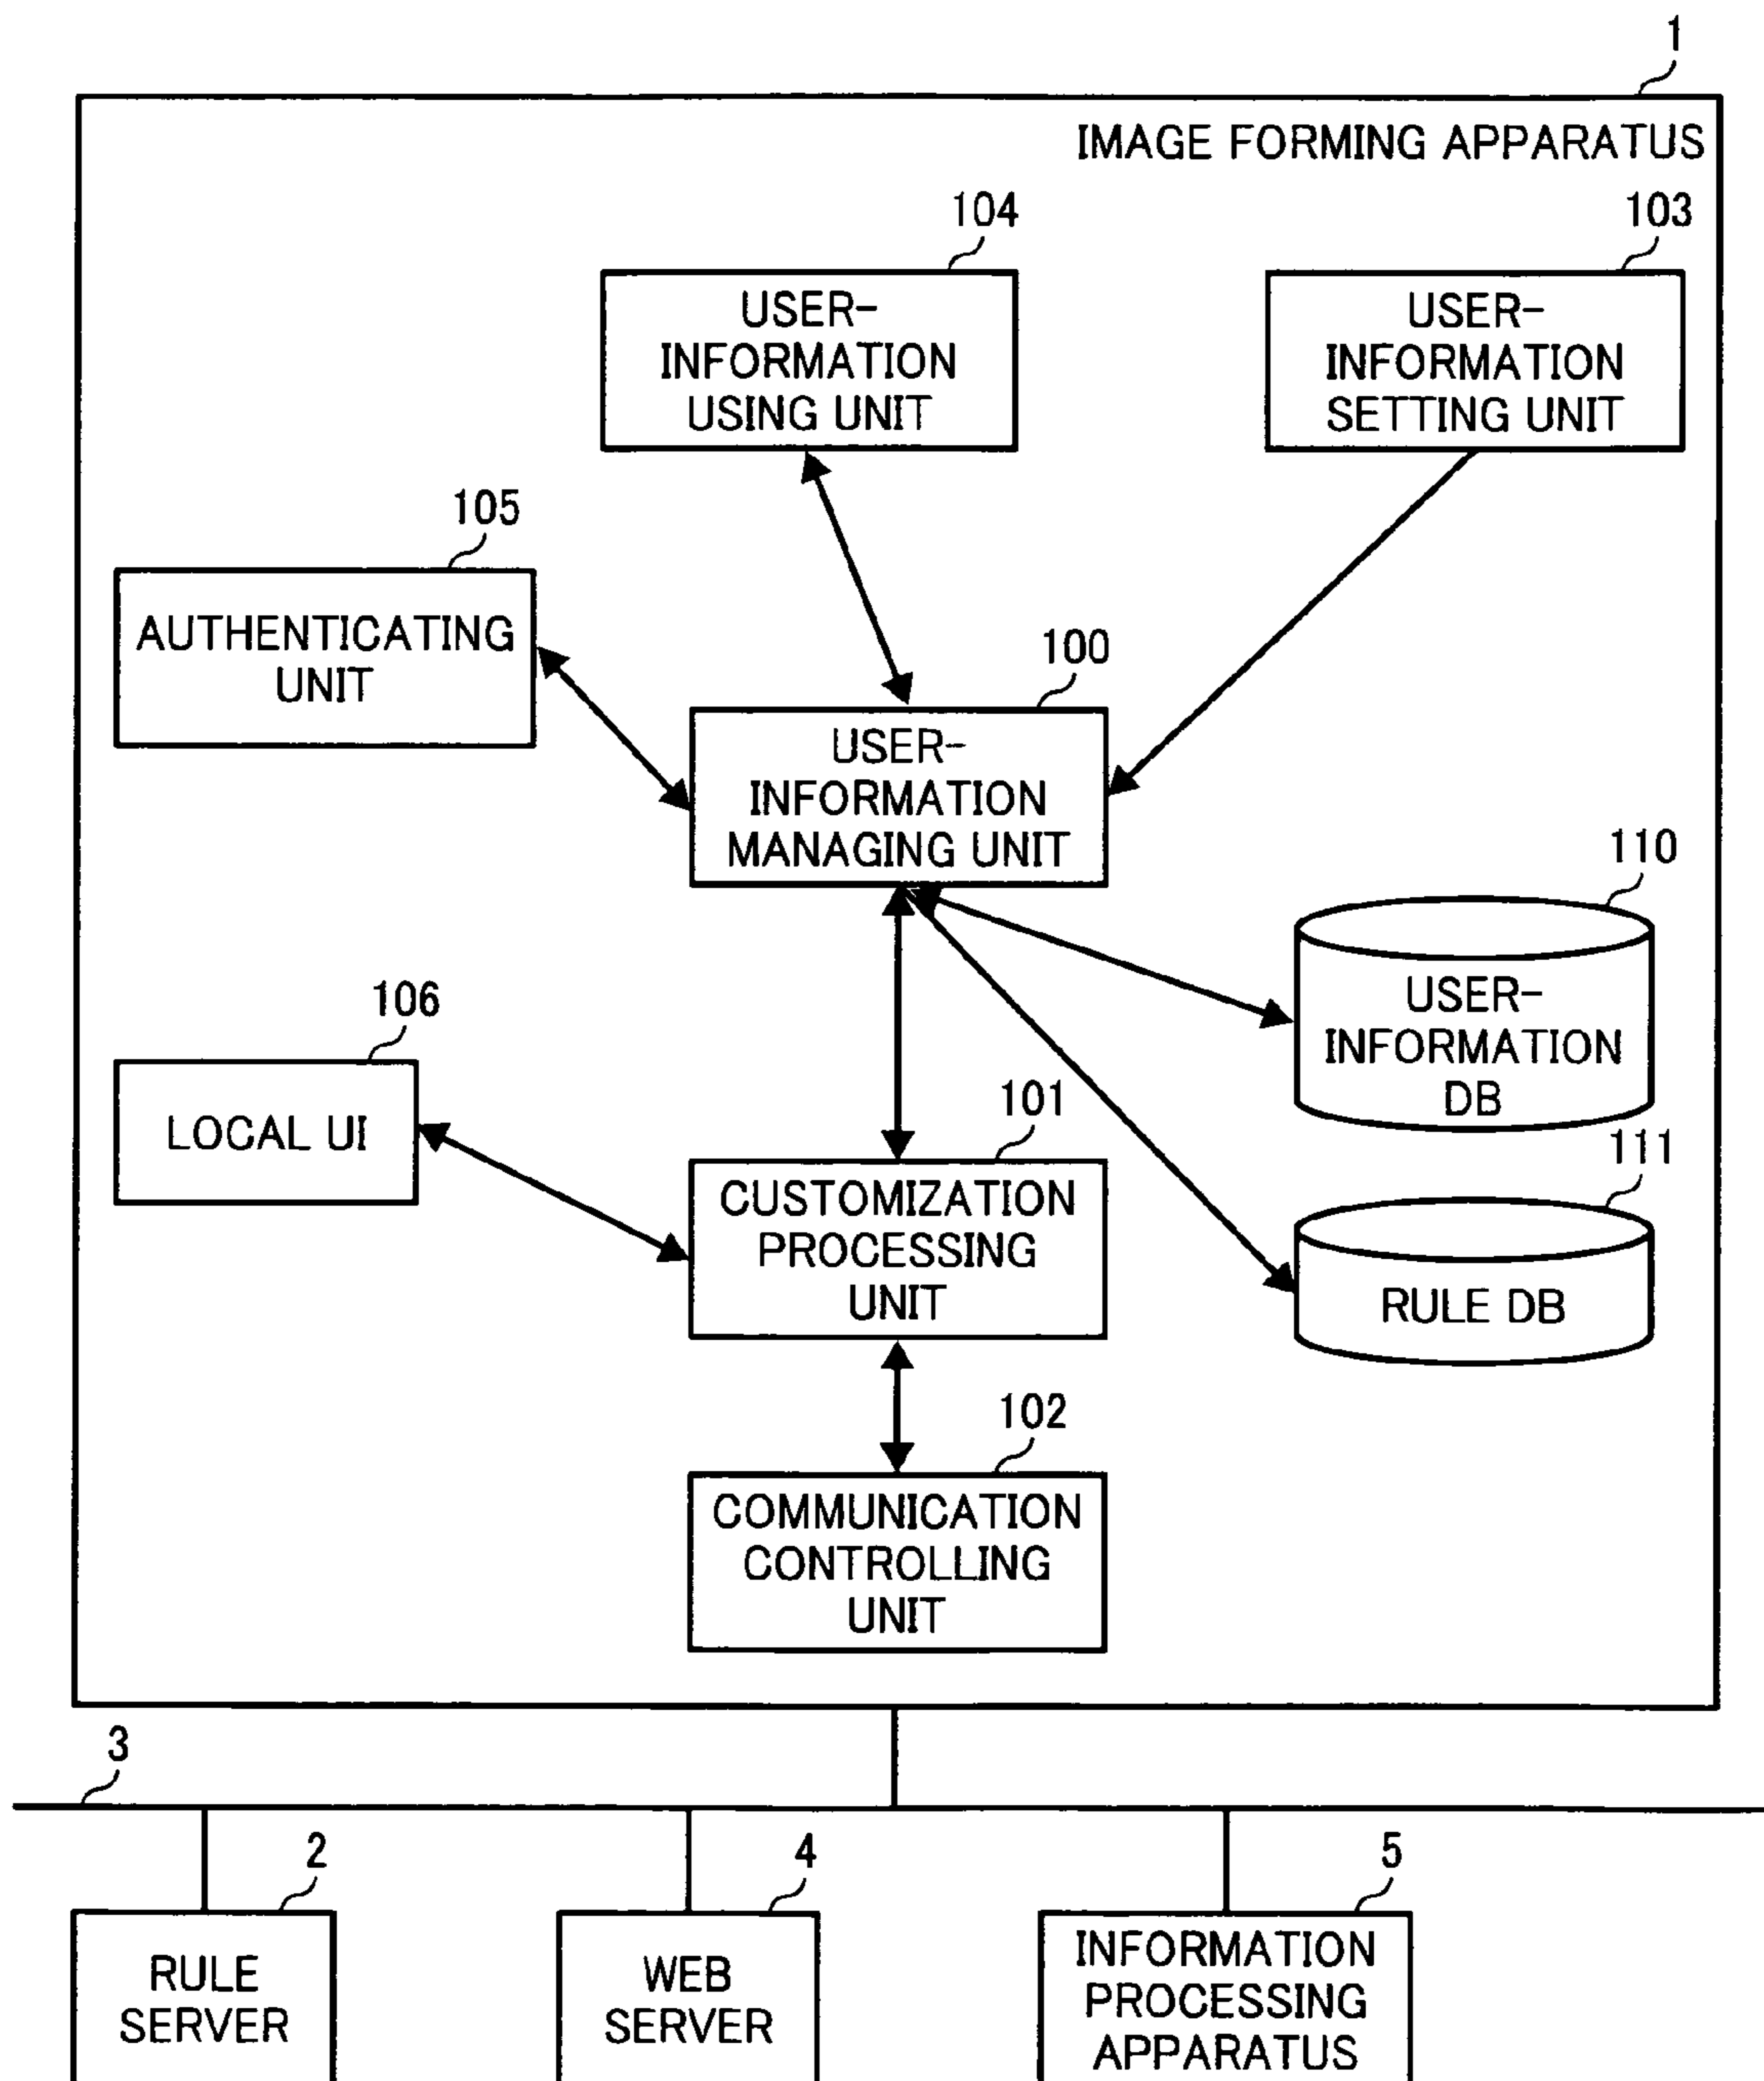 1
IMAGE FORMING APPARATUS
104
103
USER-
INFORMATION
USING UNIT
USER-
INFORMATION
SETTING UNIT
105
AUTHENTICATING
UNIT
100
USER-
INFORMATION
MANAGING UNIT
110
USER-
INFORMATION
DB
106
LOCAL UI
101
CUSTOMIZATION
PROCESSING
UNIT
111
RULE DB
102
COMMUNICATION
CONTROLLING
UNIT
3
2
4
5
RULE
SERVER
WEB
SERVER
INFORMATION
PROCESSING
APPARATUS